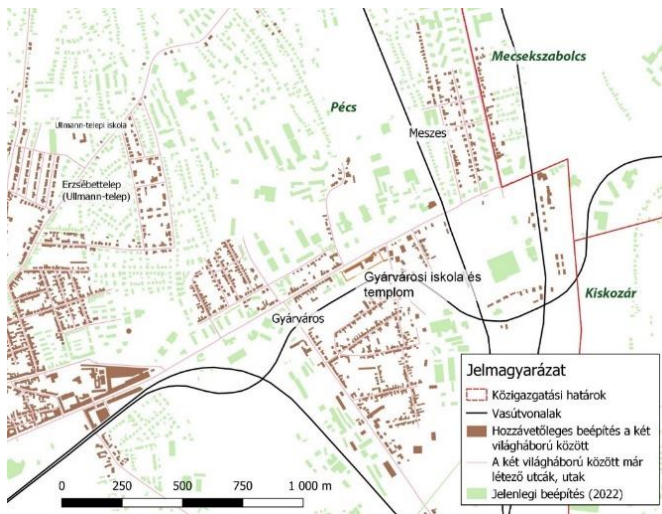 Mecsekszabolcs
Pécs
Meszes
Ullmann-telepi iskola
Erzsébettelep
(Ullmann-telep)
Gyárvárosi iskola és
templom
Gyárváros
Kiskozár
Jelmagyarázat
Közigazgatási határok
Vasútvonalak
Hozzávetőleges beépítés a két
világháború között
A két világháború között már
létező utcák, utak
Jelenlegi beépítés (2022)
0 250 500 750 1 000 m